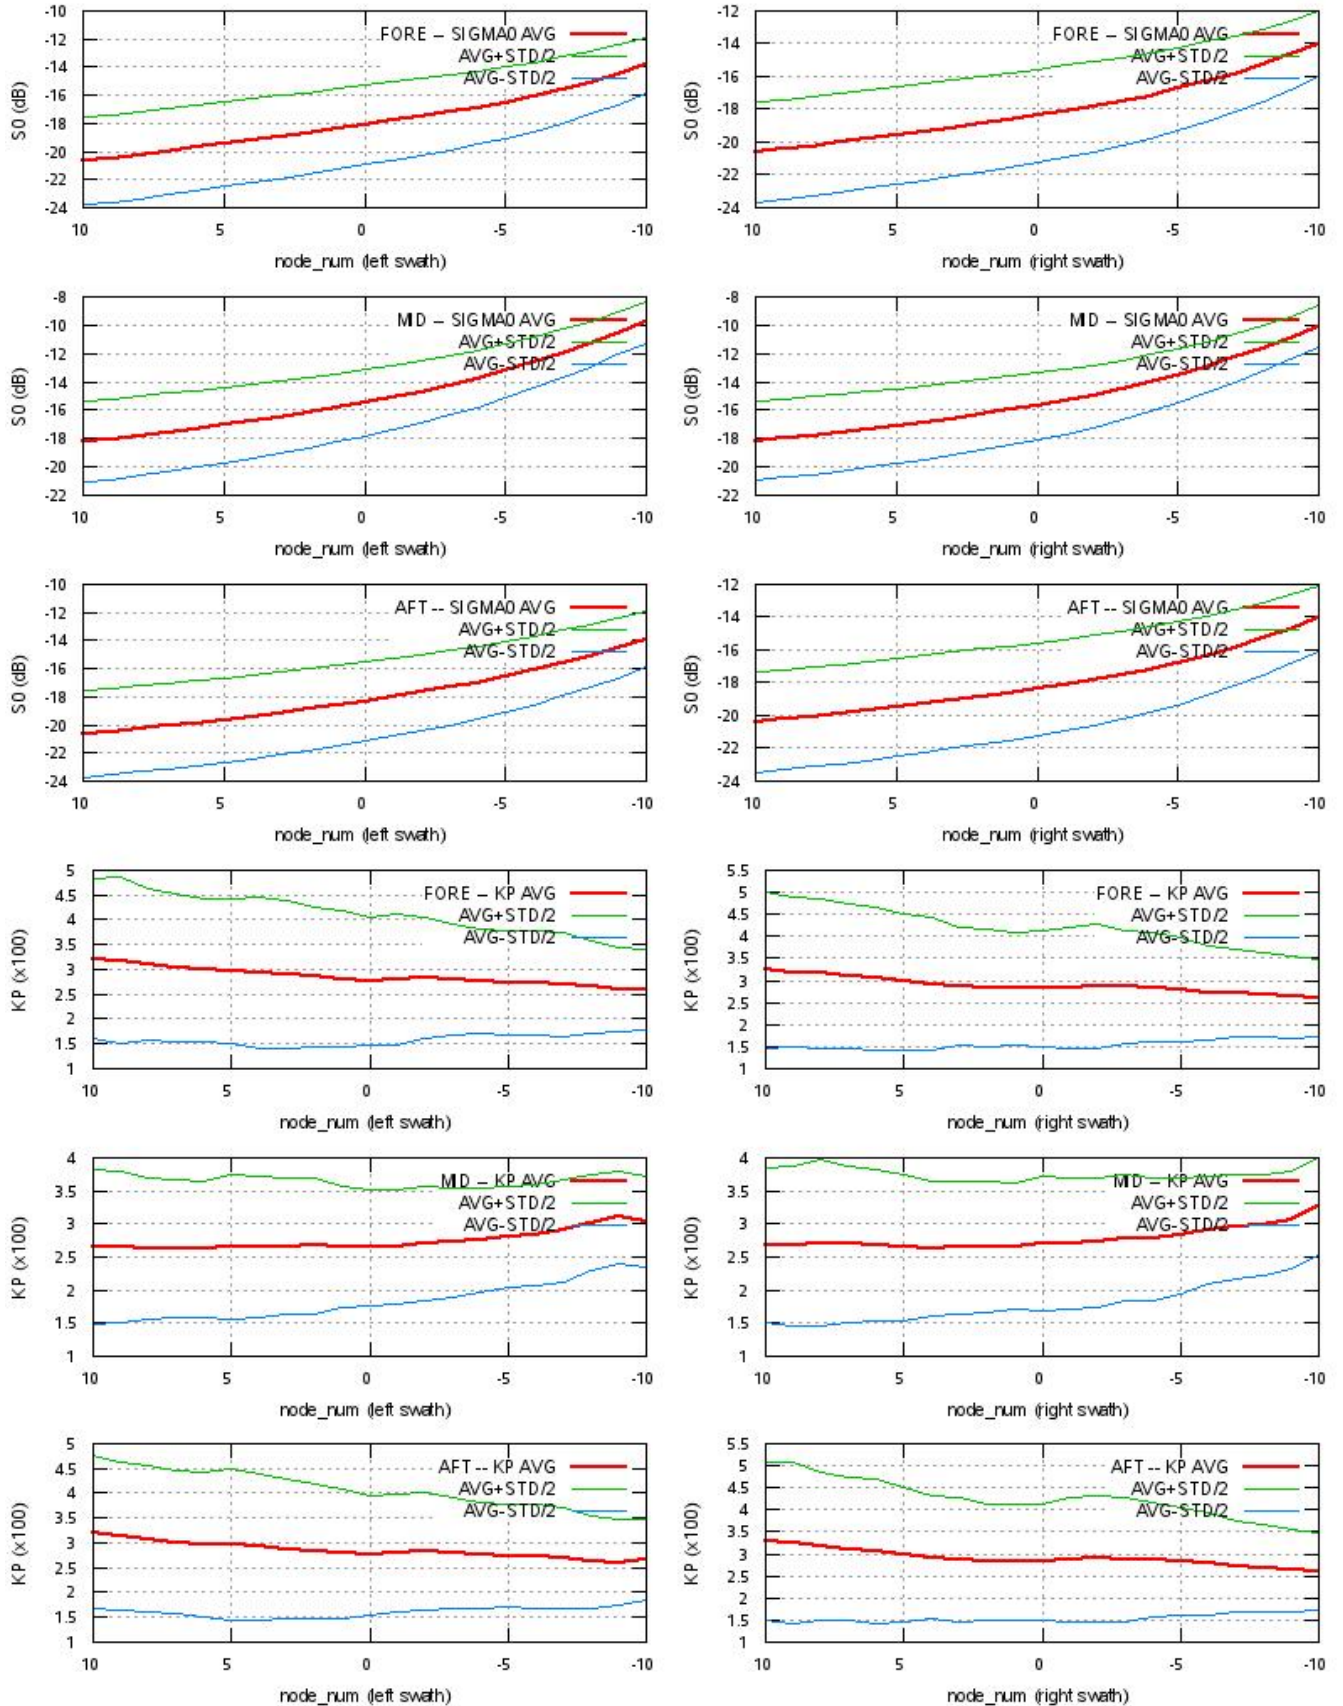 -10
-12
-14
-16
-18
-20
-22
-24
S0 (dB)
FORE -- SIGMA0 AVG
AVG+STD/2
AVG-STD/2
10 5 0 -5 -10
node_num (left swath)
-12
-14
-16
-18
-20
-22
-24
S0 (dB)
FORE -- SIGMA0 AVG
AVG+STD/2
AVG-STD/2
10 5 0 -5 -10
node_num (right swath)
-8
-10
-12
-14
-16
-18
-20
-22
S0 (dB)
MID -- SIGMA0 AVG
AVG+STD/2
AVG-STD/2
10 5 0 -5 -10
node_num (left swath)
-8
-10
-12
-14
-16
-18
-20
-22
S0 (dB)
MID -- SIGMA0 AVG
AVG+STD/2
AVG-STD/2
10 5 0 -5 -10
node_num (right swath)
-10
-12
-14
-16
-18
-20
-22
-24
S0 (dB)
AFT -- SIGMA0 AVG
AVG+STD/2
AVG-STD/2
10 5 0 -5 -10
node_num (left swath)
-12
-14
-16
-18
-20
-22
-24
S0 (dB)
AFT -- SIGMA0 AVG
AVG+STD/2
AVG-STD/2
10 5 0 -5 -10
node_num (right swath)
5
4.5
4
3.5
3
2.5
2
1.5
1
KP (x100)
FORE -- KP AVG
AVG+STD/2
AVG-STD/2
10 5 0 -5 -10
node_num (left swath)
5.5
5
4.5
4
3.5
3
2.5
2
1.5
1
KP (x100)
FORE -- KP AVG
AVG+STD/2
AVG-STD/2
10 5 0 -5 -10
node_num (right swath)
4
3.5
3
2.5
2
1.5
1
KP (x100)
MID -- KP AVG
AVG+STD/2
AVG-STD/2
10 5 0 -5 -10
node_num (left swath)
4
3.5
3
2.5
2
1.5
1
KP (x100)
MID -- KP AVG
AVG+STD/2
AVG-STD/2
10 5 0 -5 -10
node_num (right swath)
5
4.5
4
3.5
3
2.5
2
1.5
1
KP (x100)
AFT -- KP AVG
AVG+STD/2
AVG-STD/2
10 5 0 -5 -10
node_num (left swath)
5.5
5
4.5
4
3.5
3
2.5
2
1.5
1
KP (x100)
AFT -- KP AVG
AVG+STD/2
AVG-STD/2
10 5 0 -5 -10
node_num (right swath)